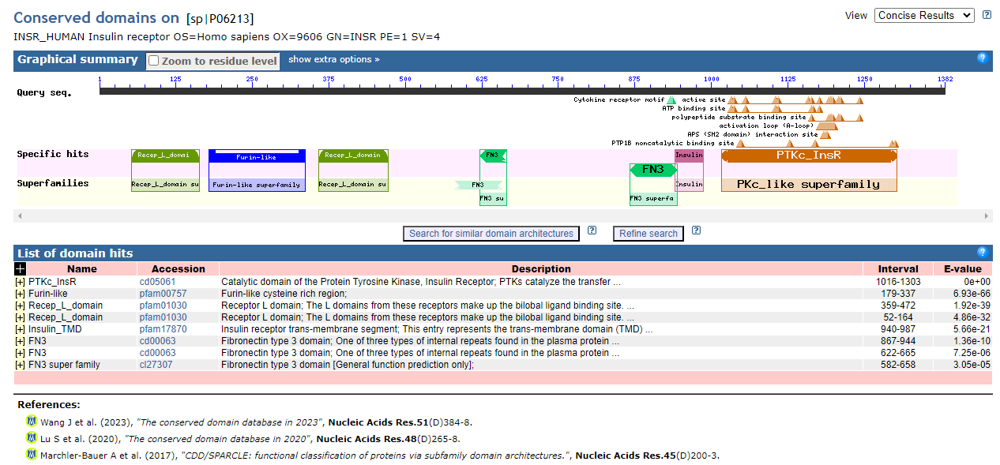 Conserved domains on [sp|P06213]
View Concise Results
INSR_HUMAN Insulin receptor OS=Homo sapiens OX=9606 GN=INSR PE=1 SV=4
Graphical summary Zoom to residue level show extra options »
1 125 250 375 500 625 750 875 1000 1125 1250 1382
Query seq.
Cytokine receptor motif active site
ATP binding site
polypeptide substrate binding site
activation loop (A-loop)
APS (SH2 domain) interaction site
PTP1B noncatalytic binding site
Specific hits Recep_L_domai Furin-like Recep_L_domain FN3 FN3 Insulin PTKc_InsR
Superfamilies Recep_L_domain su Furin-like superfamily Recep_L_domain su FN3 FN3 su FN3 superfa Insulin PKc_like superfamily
Search for similar domain architectures ? Refine search ?
List of domain hits ?
+ Name Accession Description Interval E-value
[+] PTKc_InsR cd05061 Catalytic domain of the Protein Tyrosine Kinase, Insulin Receptor; PTKs catalyze the transfer ... 1016-1303 0e+00
[+] Furin-like pfam00757 Furin-like cysteine rich region; 179-337 6.93e-66
[+] Recep_L_domain pfam01030 Receptor L domain; The L domains from these receptors make up the bilobal ligand binding site. ... 359-472 1.92e-39
[+] Recep_L_domain pfam01030 Receptor L domain; The L domains from these receptors make up the bilobal ligand binding site. ... 52-164 4.86e-32
[+] Insulin_TMD pfam17870 Insulin receptor trans-membrane segment; This entry represents the trans-membrane domain (TMD) ... 940-987 5.66e-21
[+] FN3 cd00063 Fibronectin type 3 domain; One of three types of internal repeats found in the plasma protein ... 867-944 1.36e-10
[+] FN3 cd00063 Fibronectin type 3 domain; One of three types of internal repeats found in the plasma protein ... 622-665 7.25e-06
[+] FN3 super family cl27307 Fibronectin type 3 domain [General function prediction only]; 582-658 3.05e-05
References:
Wang J et al. (2023), "The conserved domain database in 2023", Nucleic Acids Res.51(D)384-8.
Lu S et al. (2020), "The conserved domain database in 2020", Nucleic Acids Res.48(D)265-8.
Marchler-Bauer A et al. (2017), "CDD/SPARCLE: functional classification of proteins via subfamily domain architectures.", Nucleic Acids Res.45(D)200-3.